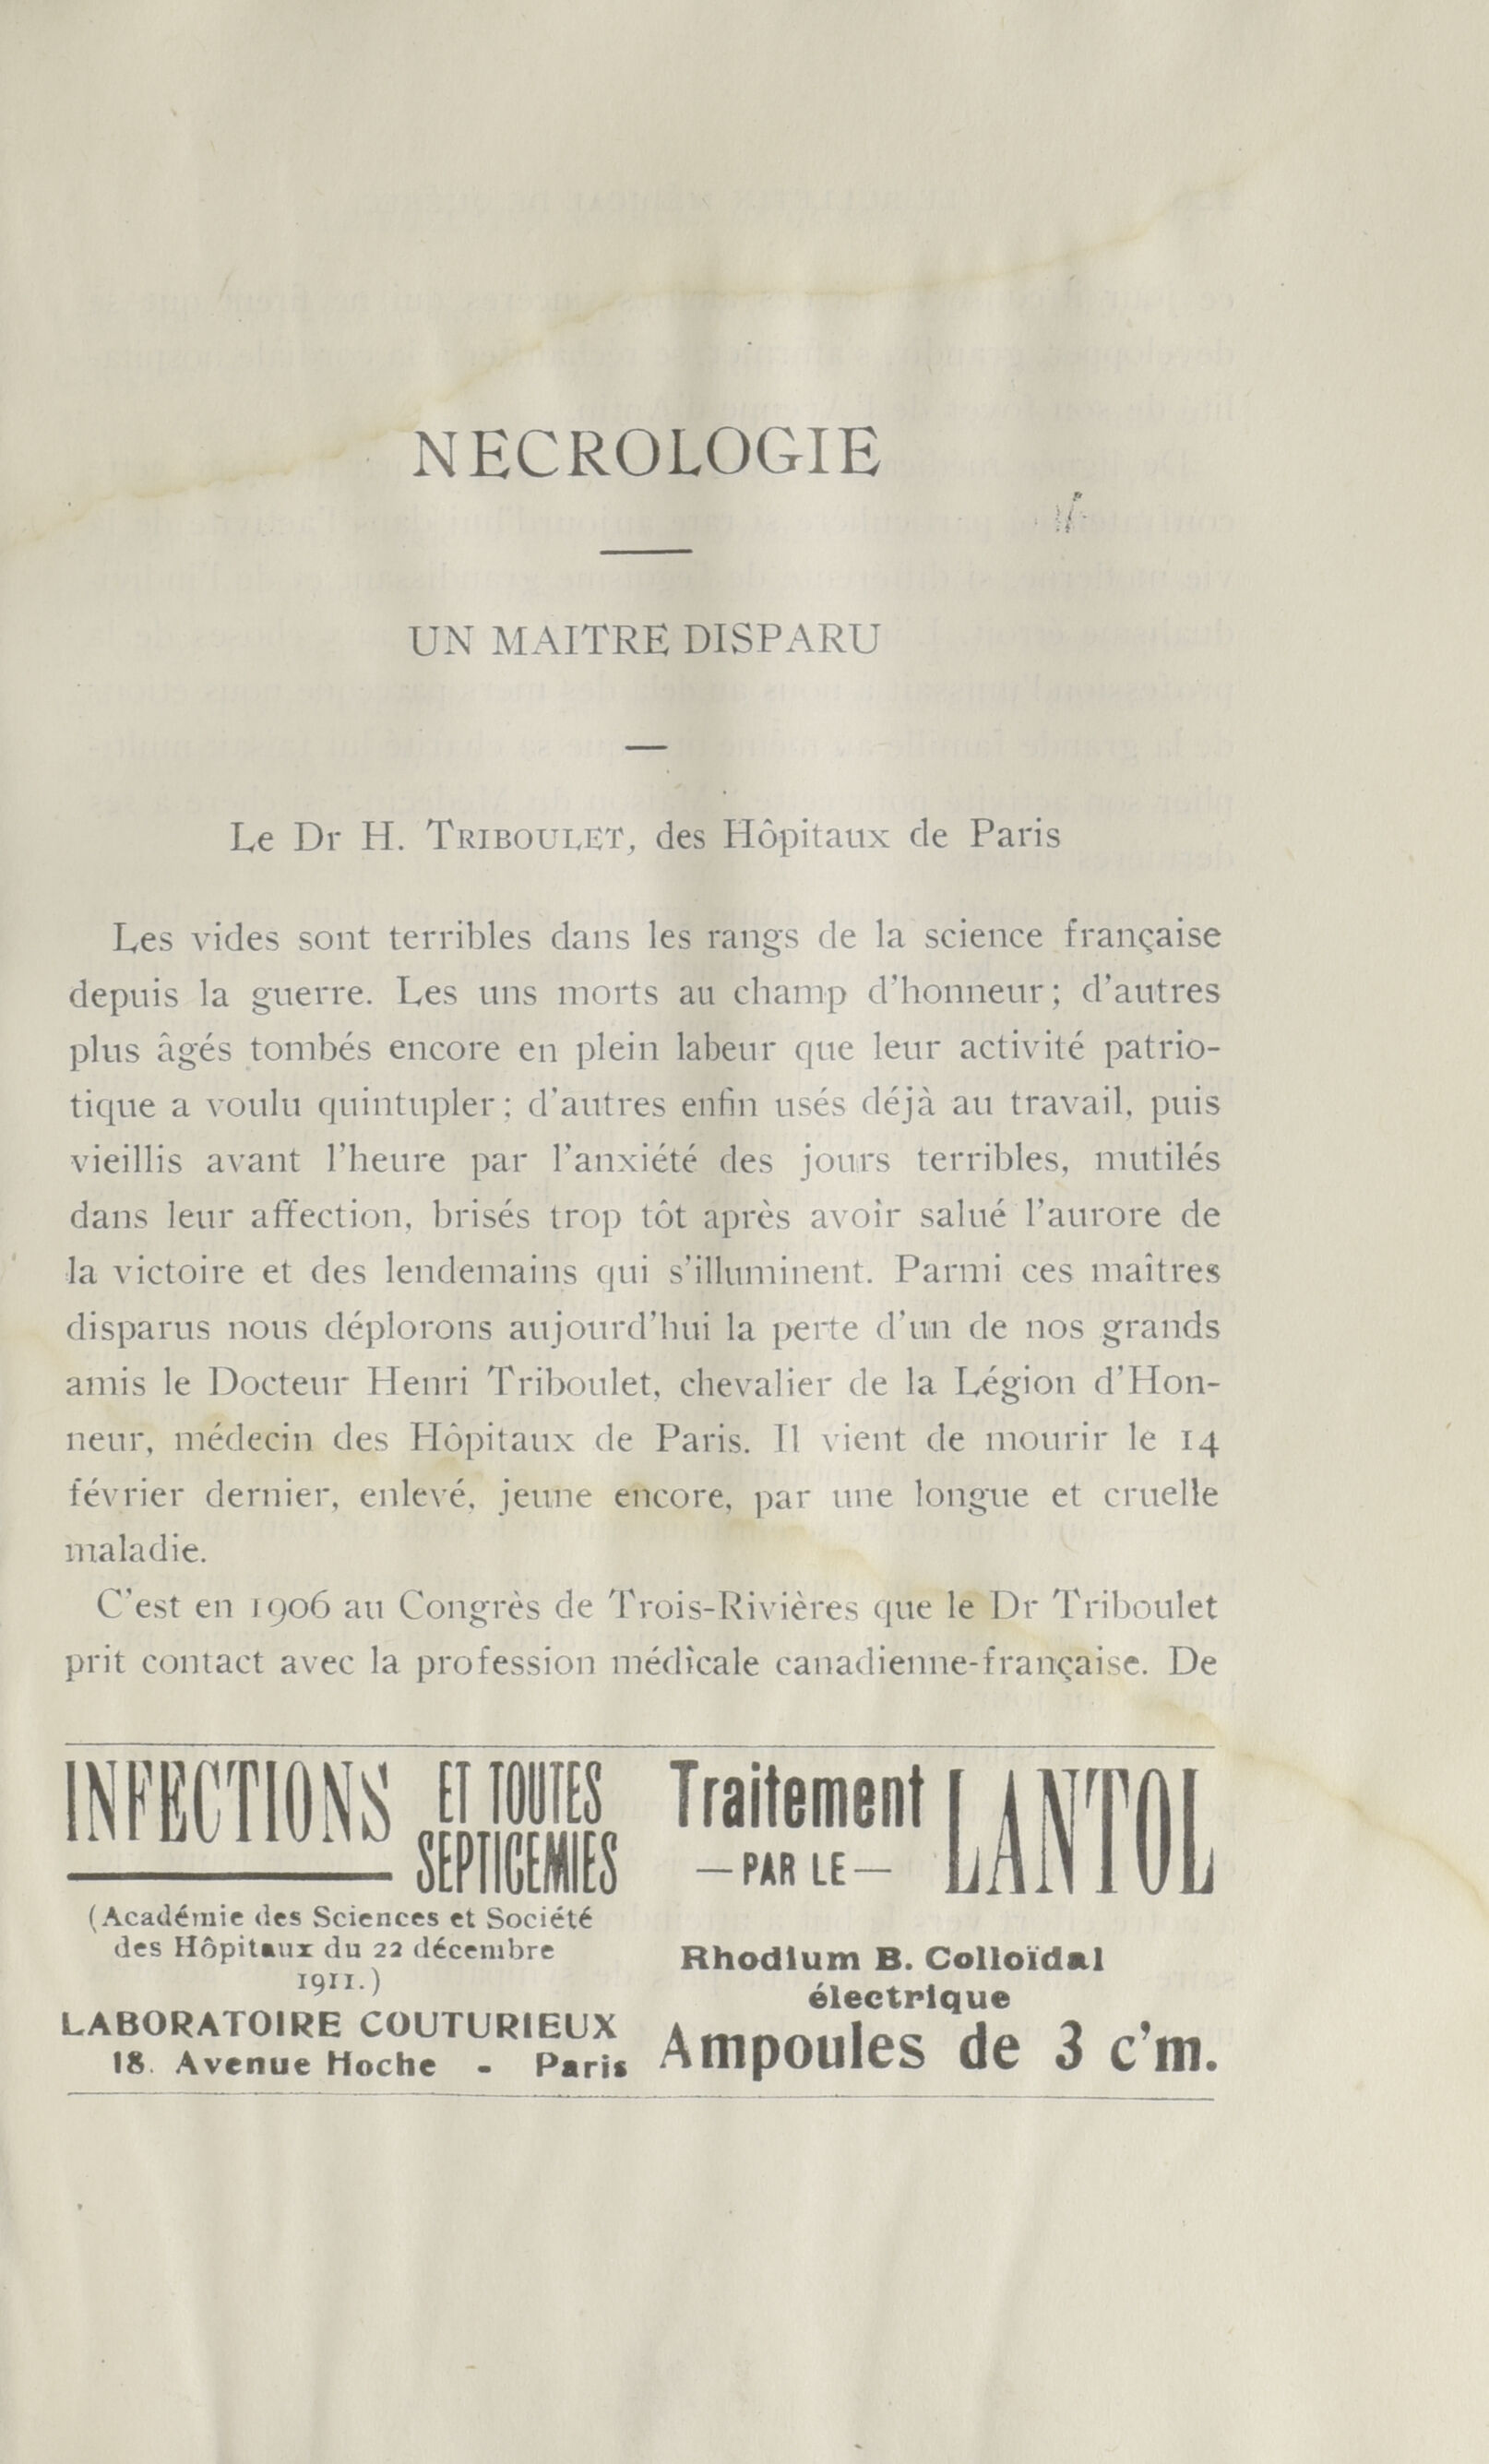 NECROLOGIE
UN MAITRE DISPARU
Le Dr H. TRIBOULET, des Hôpitaux de Paris
Les vides sont terribles dans les rangs de la science française
depuis la guerre. Les uns morts au champ d'honneur; d'autres
plus âgés tombés encore en plein labeur que leur activité patrio-
tique a voulu quintupler; d'autres enfin usés déjà au travail, puis
vieillis avant l'heure par l'anxiété des jours terribles, mutilés
dans leur affection, brisés trop tôt après avoir salué l'aurore de
la victoire et des lendemains qui s'illuminent. Parmi ces maîtres
disparus nous déplorons aujourd'hui la perte d'un de nos grands
amis le Docteur Henri Triboulet, chevalier de la Légion d'Hon-
neur, médecin des Hôpitaux de Paris. Il vient de mourir le 14
février dernier, enlevé, jeune encore, par une longue et cruelle
maladie.
C'est en 1906 au Congrès de Trois-Rivières que le Dr Triboulet
prit contact avec la profession médicale canadienne-française. De
INFECTIONS ET TOUTES
SEPTICEMIES
(Académie des Sciences et Société
des Hôpitaux du 22 décembre
1911.)
LABORATOIRE COUTURIEUX
18. Avenue Hoche - Paris
Traitement
— PAR LE —
LANTOL
Rhodium B. Colloïdal
électrique
Ampoules de 3 c'm.